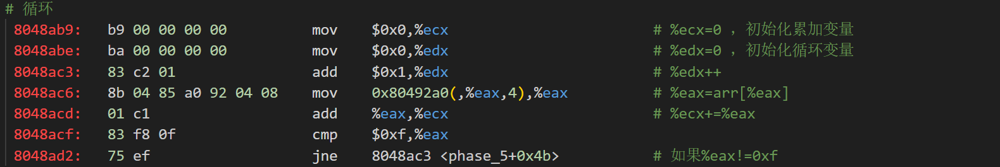 # 循环
8048ab9: b9 00 00 00 00 mov $0x0,%ecx # %ecx=0 ，初始化累加变量
8048abe: ba 00 00 00 00 mov $0x0,%edx # %edx=0 ，初始化循环变量
8048ac3: 83 c2 01 add $0x1,%edx # %edx++
8048ac6: 8b 04 85 a0 92 04 08 mov 0x80492a0(,%eax,4),%eax # %eax=arr[%eax]
8048acd: 01 c1 add %eax,%ecx # %ecx+=%eax
8048acf: 83 f8 0f cmp $0xf,%eax
8048ad2: 75 ef jne 8048ac3 <phase_5+0x4b> # 如果%eax!=0xf